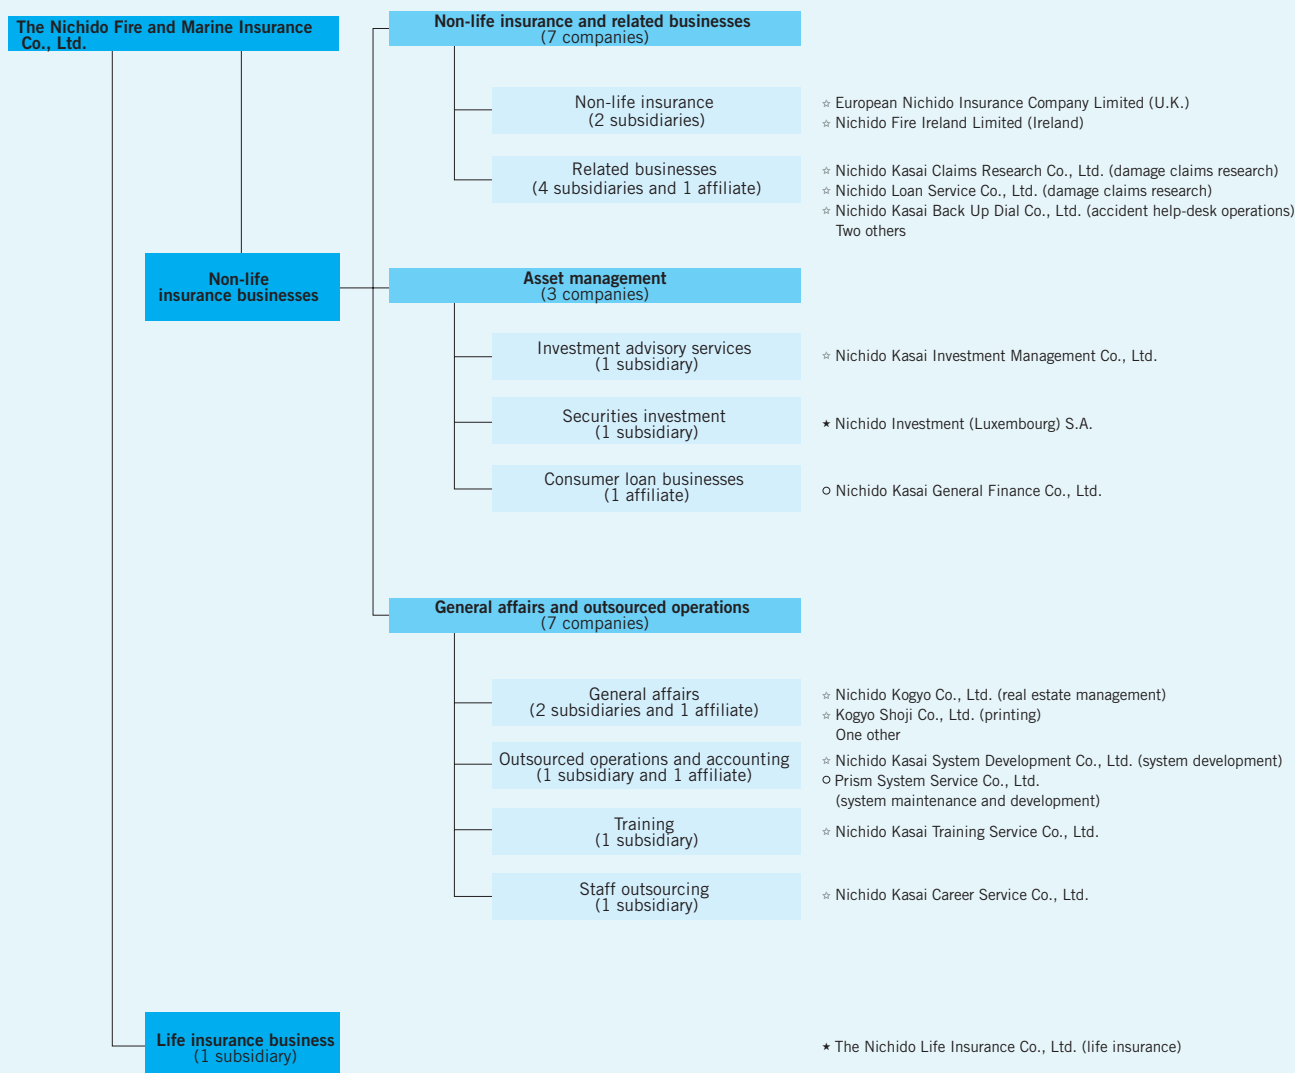 The Nichido Fire and Marine Insurance
Co., Ltd.
Non-life insurance and related businesses
(7 companies)
Non-life insurance
(2 subsidiaries)
☆ European Nichido Insurance Company Limited (U.K.)
☆ Nichido Fire Ireland Limited (Ireland)
Related businesses
(4 subsidiaries and 1 affiliate)
☆ Nichido Kasai Claims Research Co., Ltd. (damage claims research)
☆ Nichido Loan Service Co., Ltd. (damage claims research)
☆ Nichido Kasai Back Up Dial Co., Ltd. (accident help-desk operations)
Two others
Non-life
insurance businesses
Asset management
(3 companies)
Investment advisory services
(1 subsidiary)
☆ Nichido Kasai Investment Management Co., Ltd.
Securities investment
(1 subsidiary)
★ Nichido Investment (Luxembourg) S.A.
Consumer loan businesses
(1 affiliate)
○ Nichido Kasai General Finance Co., Ltd.
General affairs and outsourced operations
(7 companies)
General affairs
(2 subsidiaries and 1 affiliate)
☆ Nichido Kogyo Co., Ltd. (real estate management)
☆ Kogyo Shoji Co., Ltd. (printing)
One other
Outsourced operations and accounting
(1 subsidiary and 1 affiliate)
☆ Nichido Kasai System Development Co., Ltd. (system development)
○ Prism System Service Co., Ltd.
(system maintenance and development)
Training
(1 subsidiary)
☆ Nichido Kasai Training Service Co., Ltd.
Staff outsourcing
(1 subsidiary)
☆ Nichido Kasai Career Service Co., Ltd.
Life insurance business
(1 subsidiary)
★ The Nichido Life Insurance Co., Ltd. (life insurance)